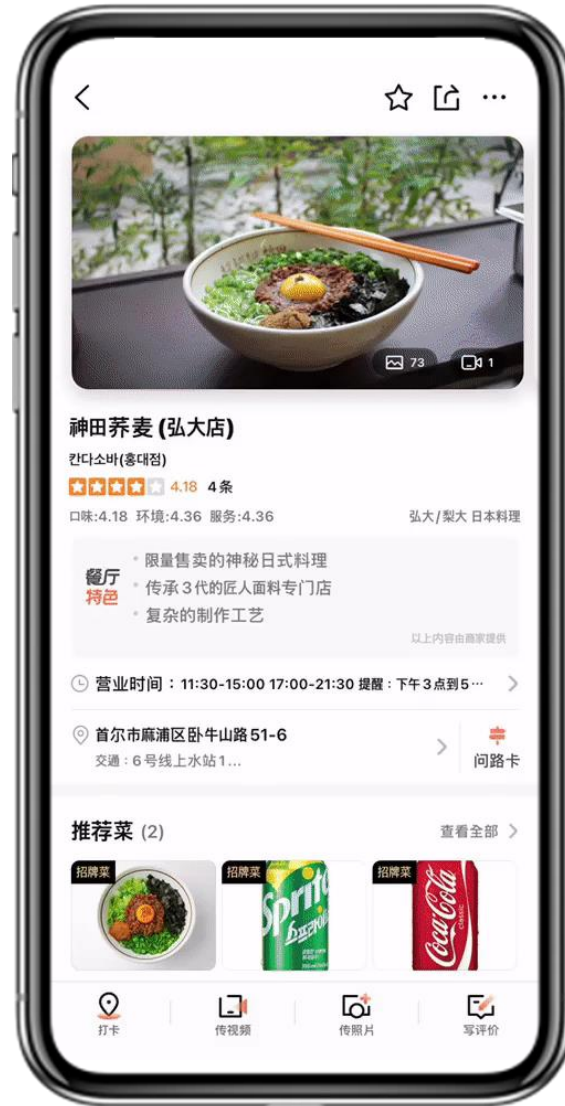 73
1
神田荞麦 (弘大店)
칸다소바(홍대점)
4.18 4条
口味:4.18 环境:4.36 服务:4.36 弘大/梨大 日本料理
餐厅
特色
限量售卖的神秘日式料理
传承3代的匠人面料专门店
复杂的制作工艺
以上内容由商家提供
营业时间：11:30-15:00 17:00-21:30 提醒：下午3点到5…
首尔市麻浦区卧牛山路51-6
交通：6号线上水站1...
问路卡
推荐菜 (2)
查看全部
招牌菜
招牌菜
Sprite
스프라이트
招牌菜
Coca-Cola
classic
打卡
传视频
传照片
写评价